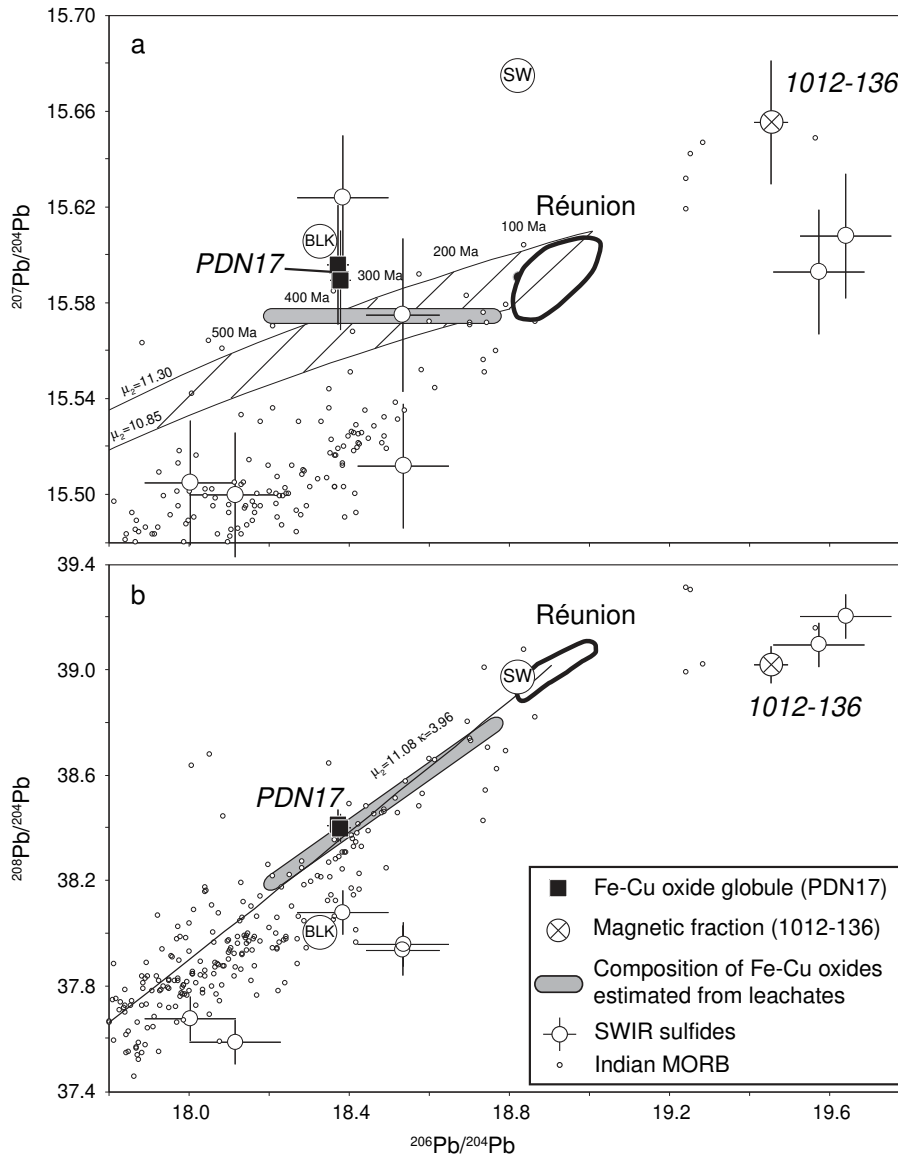 15.70
a
SW
1012-136
15.66
15.62
BLK
Réunion
PDN17
100 Ma
200 Ma
300 Ma
400 Ma
500 Ma
15.58
15.54
15.50
μ₂=11.30
μ₂=10.85
²⁰⁷Pb/²⁰⁴Pb
39.4
b
Réunion
39.0
SW
1012-136
μ₂=11.08 κ=3.96
38.6
PDN17
38.2
BLK
37.8
37.4
²⁰⁸Pb/²⁰⁴Pb
Fe-Cu oxide globule (PDN17)
Magnetic fraction (1012-136)
Composition of Fe-Cu oxides
estimated from leachates
SWIR sulfides
Indian MORB
18.0 18.4 18.8 19.2 19.6
²⁰⁶Pb/²⁰⁴Pb